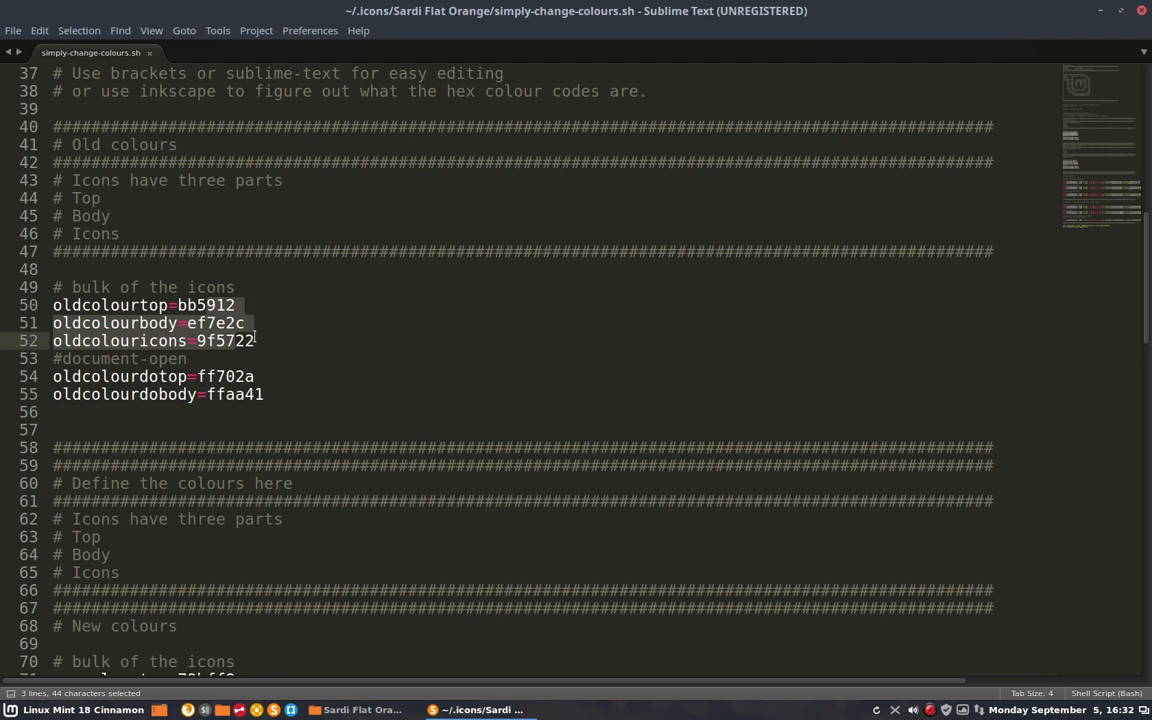 ~/.icons/Sardi Flat Orange/simply-change-colours.sh - Sublime Text (UNREGISTERED)
File Edit Selection Find View Goto Tools Project Preferences Help
simply-change-colours.sh
37 # Use brackets or sublime-text for easy editing
38 # or use inkscape to figure out what the hex colour codes are.
39
40 ##################################################################################################
41 # Old colours
42 ##################################################################################################
43 # Icons have three parts
44 # Top
45 # Body
46 # Icons
47 ##################################################################################################
48
49 # bulk of the icons
50 oldcolourtop=bb5912
51 oldcolourbody=ef7e2c
52 oldcolouricons=9f5722
53 #document-open
54 oldcolourdotop=ff702a
55 oldcolourdobody=ffaa41
56
57
58 ##################################################################################################
59 ##################################################################################################
60 # Define the colours here
61 ##################################################################################################
62 # Icons have three parts
63 # Top
64 # Body
65 # Icons
66 ##################################################################################################
67 ##################################################################################################
68 # New colours
69
70 # bulk of the icons
3 lines, 44 characters selected Tab Size: 4 Shell Script (Bash)
Linux Mint 18 Cinnamon Sardi Flat Ora... ~/.icons/Sardi ... Monday September 5, 16:32